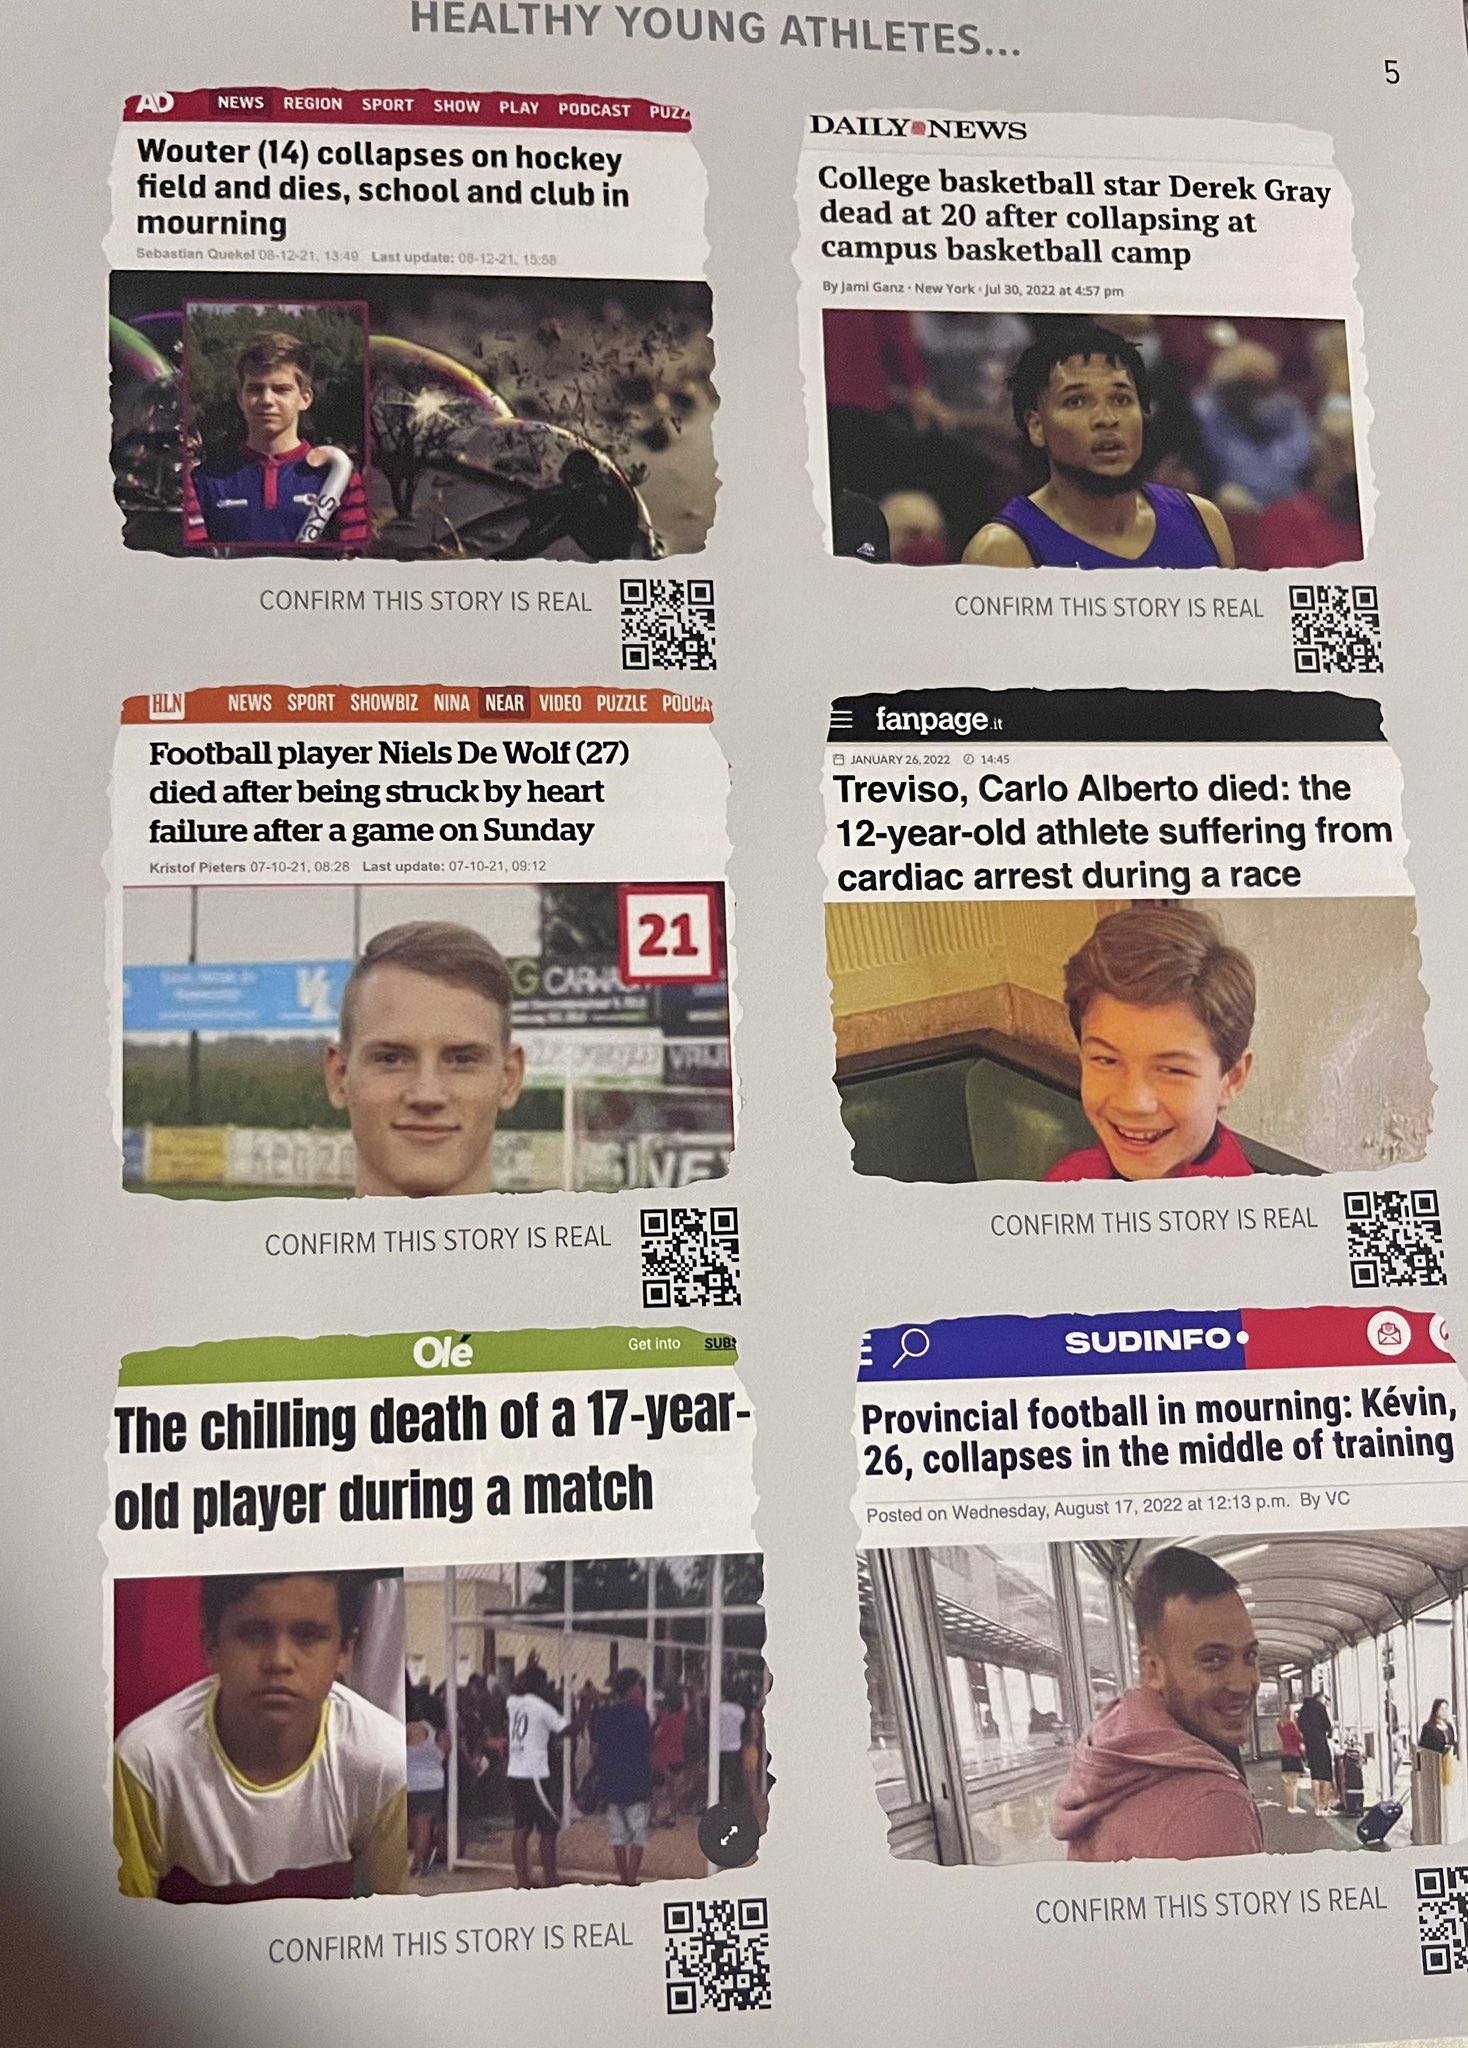 HEALTHY YOUNG ATHLETES...
5
AD NEWS REGION SPORT SHOW PLAY PODCAST PUZZ
Wouter (14) collapses on hockey
field and dies, school and club in
mourning
Sebastian Quekel 08-12-21, 13:49 Last update: 08-12-21, 15:58
CONFIRM THIS STORY IS REAL
DAILY NEWS
College basketball star Derek Gray
dead at 20 after collapsing at
campus basketball camp
By Jami Ganz • New York • Jul 30, 2022 at 4:57 pm
CONFIRM THIS STORY IS REAL
HLN NEWS SPORT SHOWBIZ NINA NEAR VIDEO PUZZLE PODCA
Football player Niels De Wolf (27)
died after being struck by heart
failure after a game on Sunday
Kristof Pieters 07-10-21, 08:28 Last update: 07-10-21, 09:12
21
CONFIRM THIS STORY IS REAL
fanpage.it
JANUARY 26, 2022 14:45
Treviso, Carlo Alberto died: the
12-year-old athlete suffering from
cardiac arrest during a race
CONFIRM THIS STORY IS REAL
Olé Get into SUBS
The chilling death of a 17-year-
old player during a match
10
CONFIRM THIS STORY IS REAL
SUDINFO
Provincial football in mourning: Kévin,
26, collapses in the middle of training
Posted on Wednesday, August 17, 2022 at 12:13 p.m. By VC
CONFIRM THIS STORY IS REAL